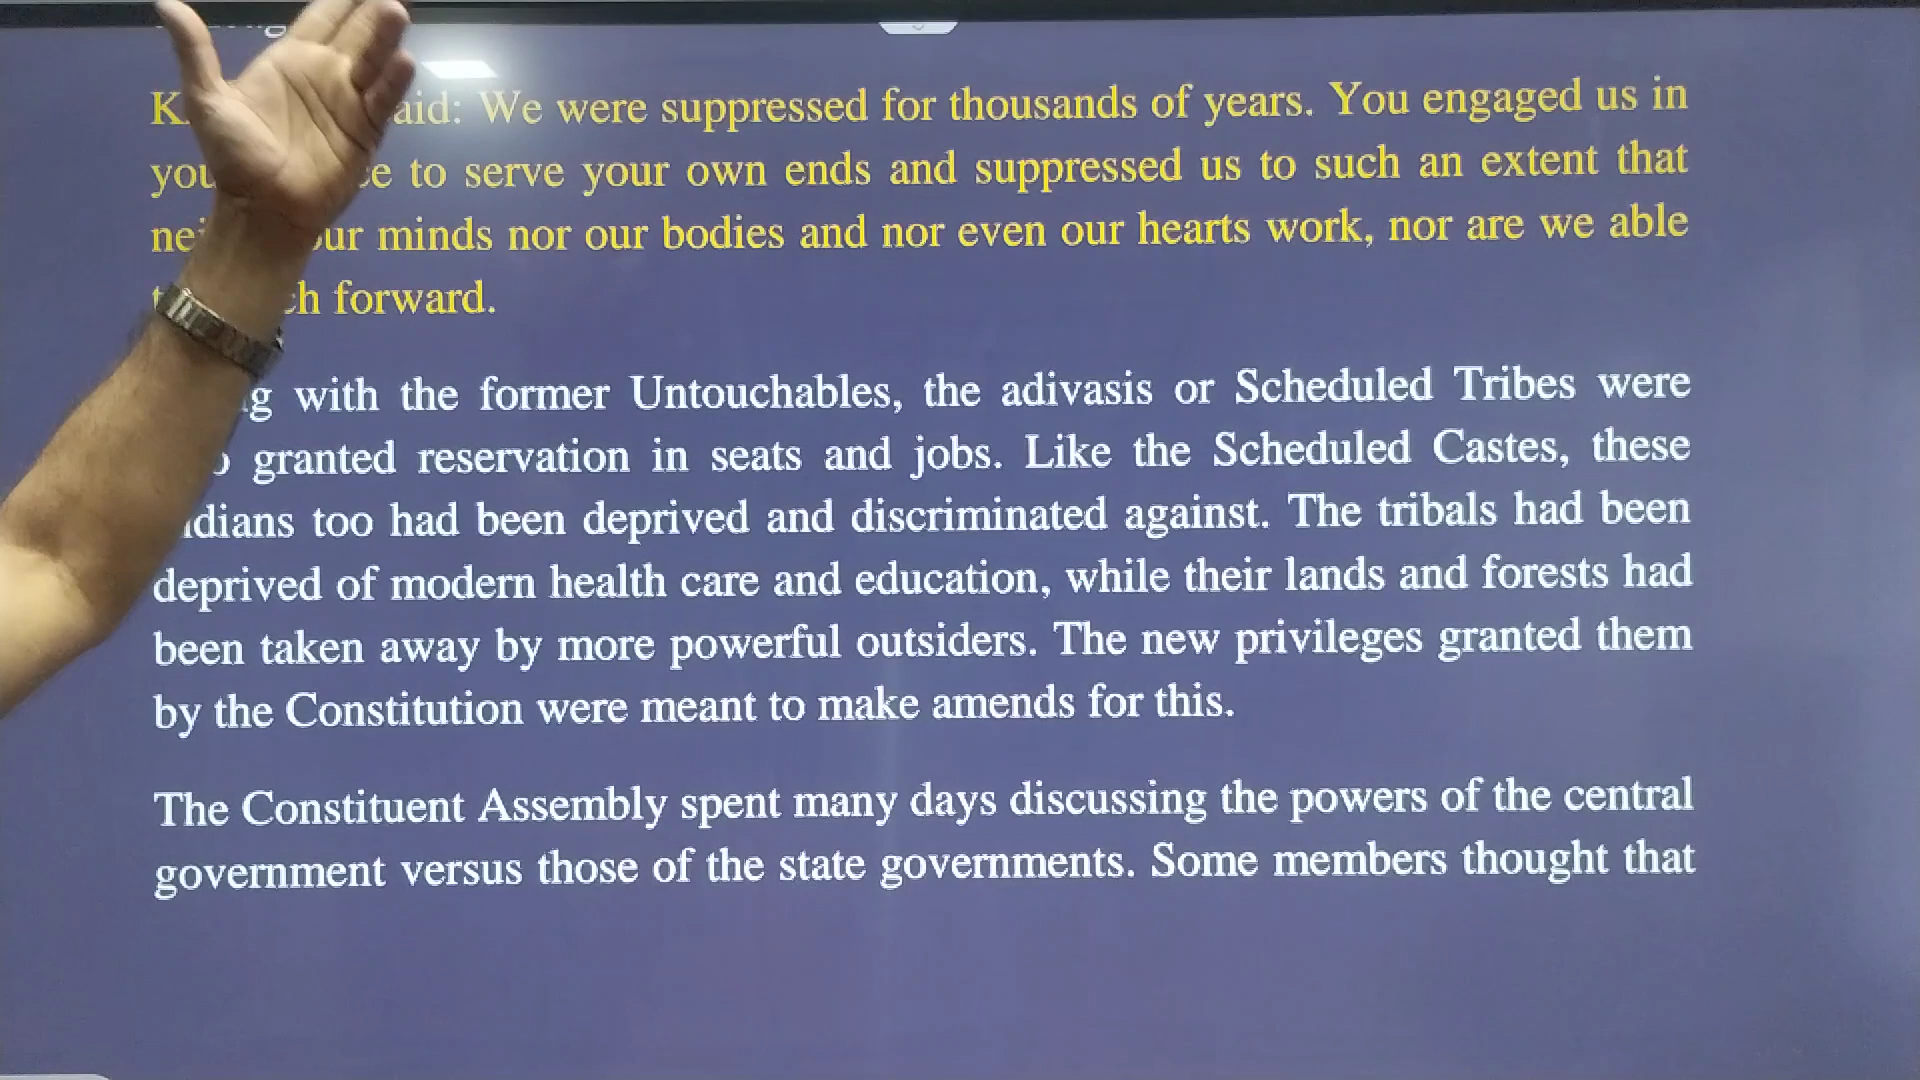 aid: We were suppressed for thousands of years. You engaged us in
to serve your own ends and suppressed us to such an extent that
minds nor our bodies and nor even our hearts work, nor are we able
forward.
with the former Untouchables, the adivasis or Scheduled Tribes were
granted reservation in seats and jobs. Like the Scheduled Castes, these
too had been deprived and discriminated against. The tribals had been
deprived of modern health care and education, while their lands and forests had
been taken away by more powerful outsiders. The new privileges granted them
by the Constitution were meant to make amends for this.
The Constituent Assembly spent many days discussing the powers of the central
government versus those of the state governments. Some members thought that